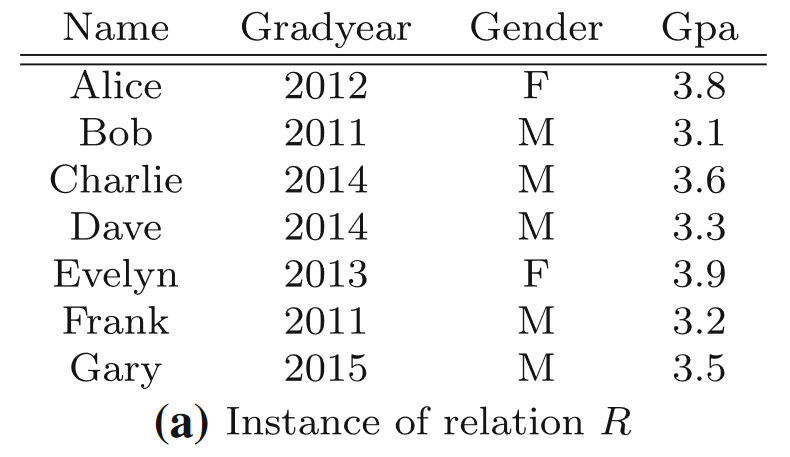 Name Gradyear Gender Gpa
Alice 2012 F 3.8
Bob 2011 M 3.1
Charlie 2014 M 3.6
Dave 2014 M 3.3
Evelyn 2013 F 3.9
Frank 2011 M 3.2
Gary 2015 M 3.5
(a) Instance of relation R